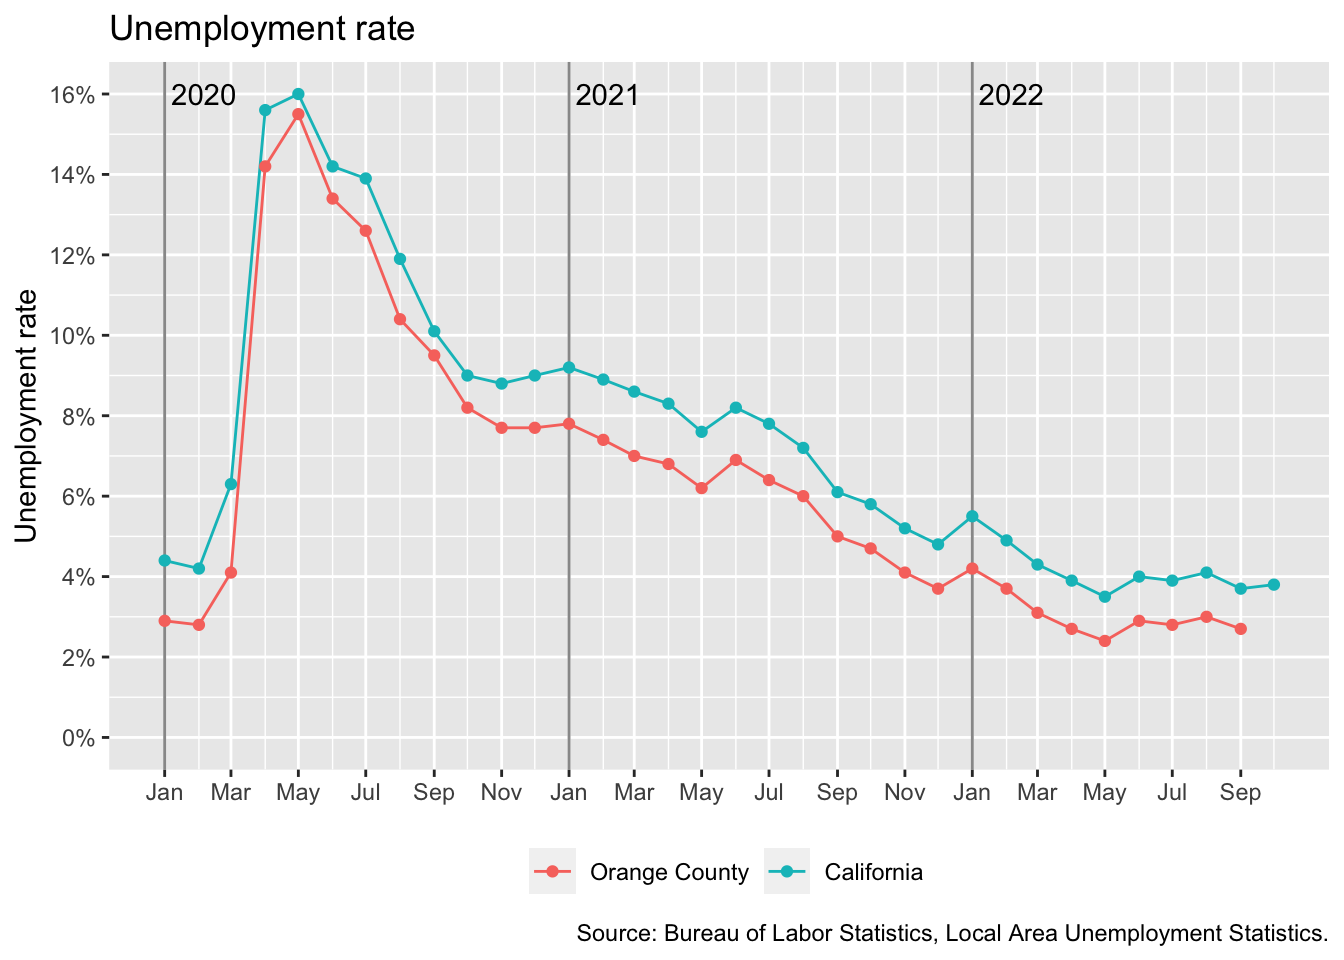 Unemployment rate
2020 2021 2022
16%
14%
12%
10%
8%
6%
4%
2%
0%
Unemployment rate
Jan Mar May Jul Sep Nov Jan Mar May Jul Sep Nov Jan Mar May Jul Sep
Orange County California
Source: Bureau of Labor Statistics, Local Area Unemployment Statistics.